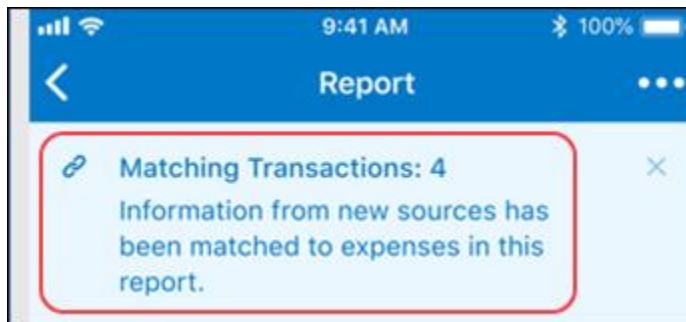 9:41 AM 100%
Report
Matching Transactions: 4
Information from new sources has
been matched to expenses in this
report.